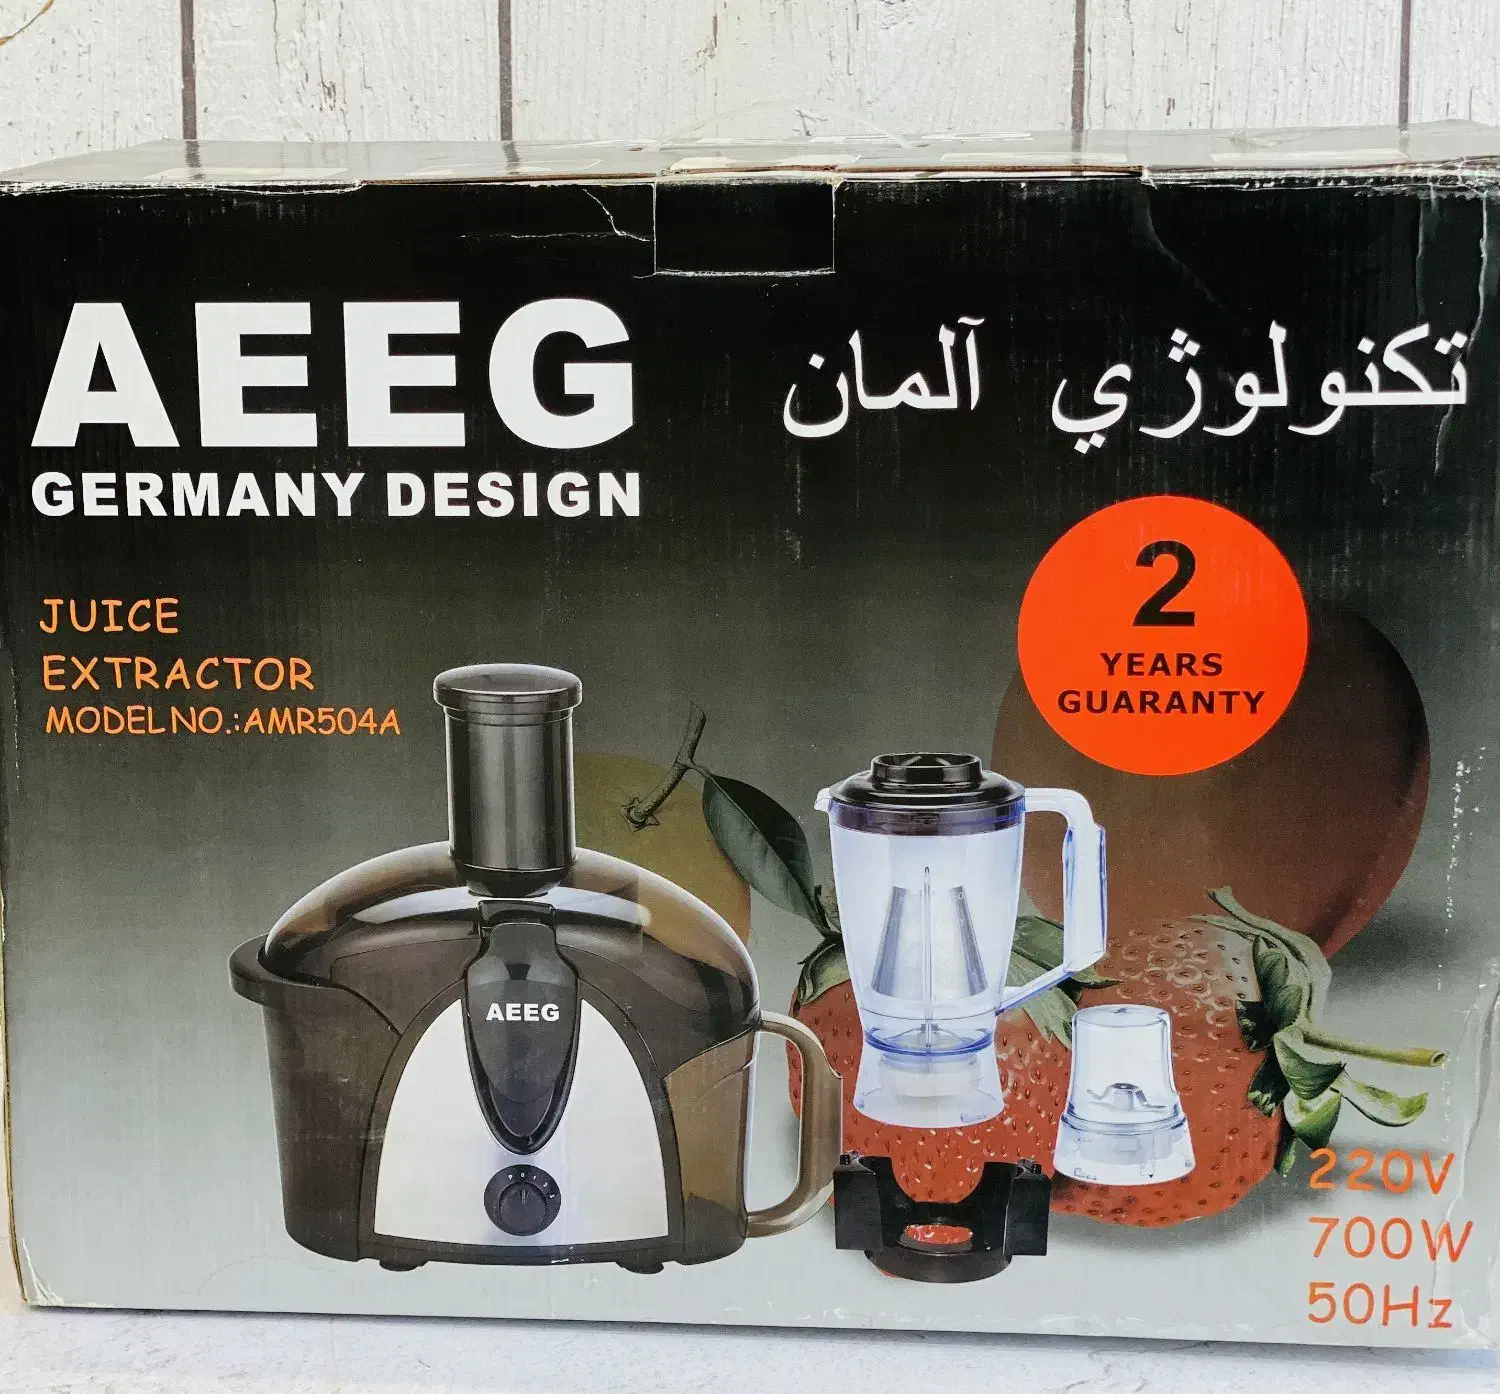 AEEG
GERMANY DESIGN
تكنولوژي آلمان
2
YEARS
GUARANTY
JUICE
EXTRACTOR
MODEL NO.:AMR504A
AEEG
220V
700W
50Hz